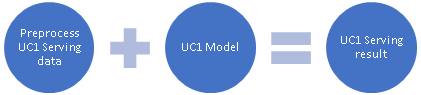 Preprocess
UC1 Serving
data
UC1 Model
UC1 Serving
result